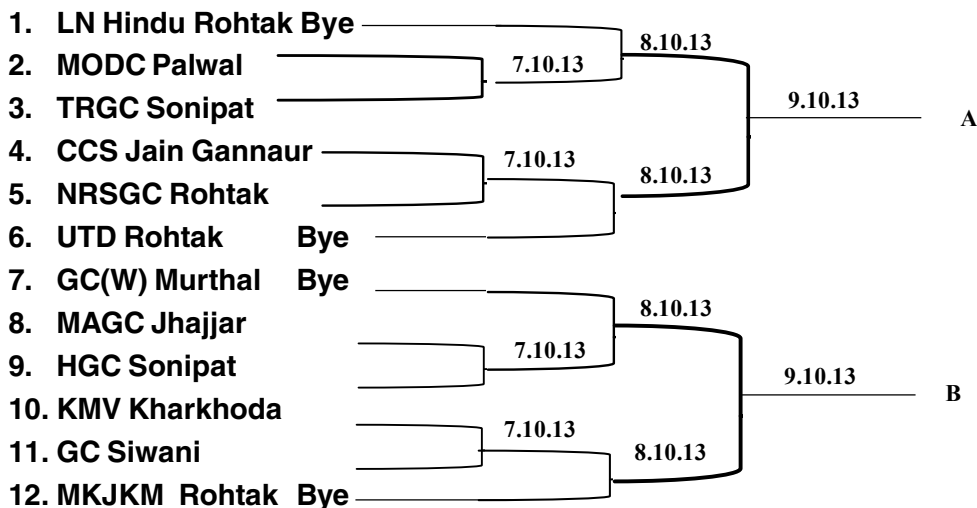 1. LN Hindu Rohtak Bye
8.10.13
2. MODC Palwal
7.10.13
3. TRGC Sonipat
9.10.13
A
4. CCS Jain Gannaur
7.10.13
5. NRSGC Rohtak
8.10.13
6. UTD Rohtak Bye
7. GC(W) Murthal Bye
8.10.13
8. MAGC Jhajjar
7.10.13
9. HGC Sonipat
9.10.13
B
10. KMV Kharkhoda
7.10.13
11. GC Siwani
8.10.13
12. MKJKM Rohtak Bye